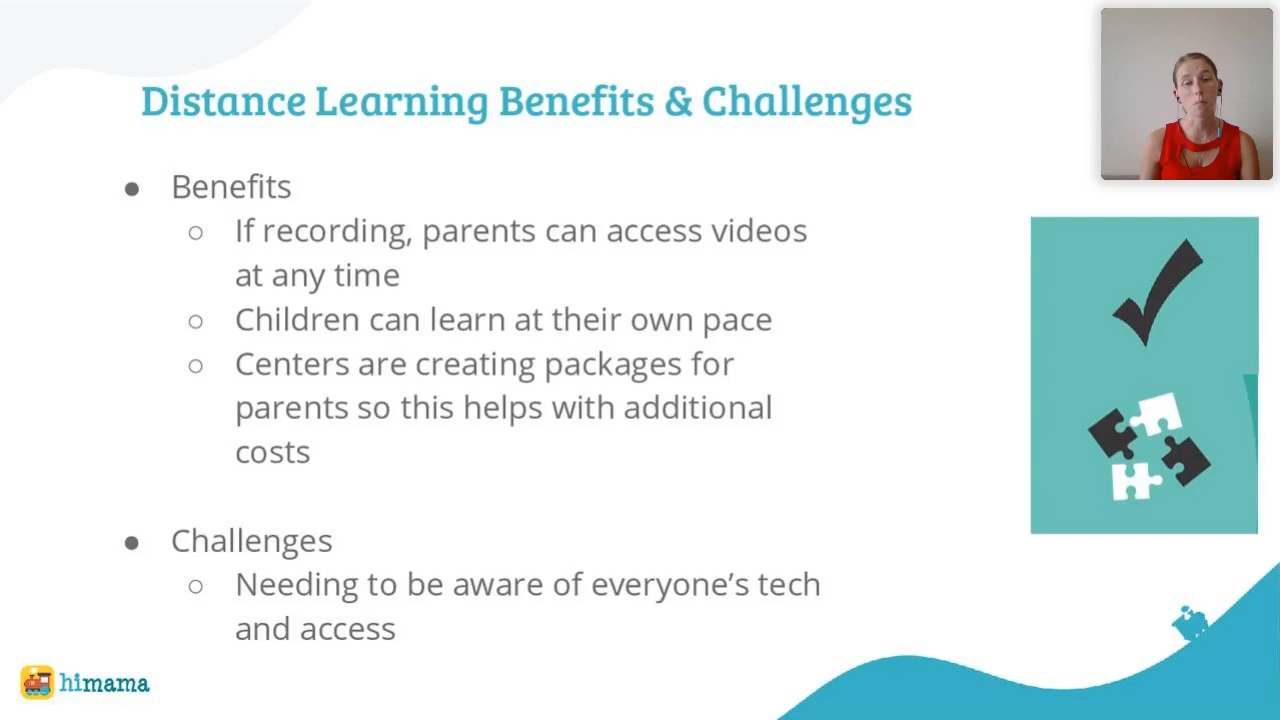 Distance Learning Benefits & Challenges
● Benefits
○ If recording, parents can access videos
at any time
○ Children can learn at their own pace
○ Centers are creating packages for
parents so this helps with additional
costs
● Challenges
○ Needing to be aware of everyone’s tech
and access
himama